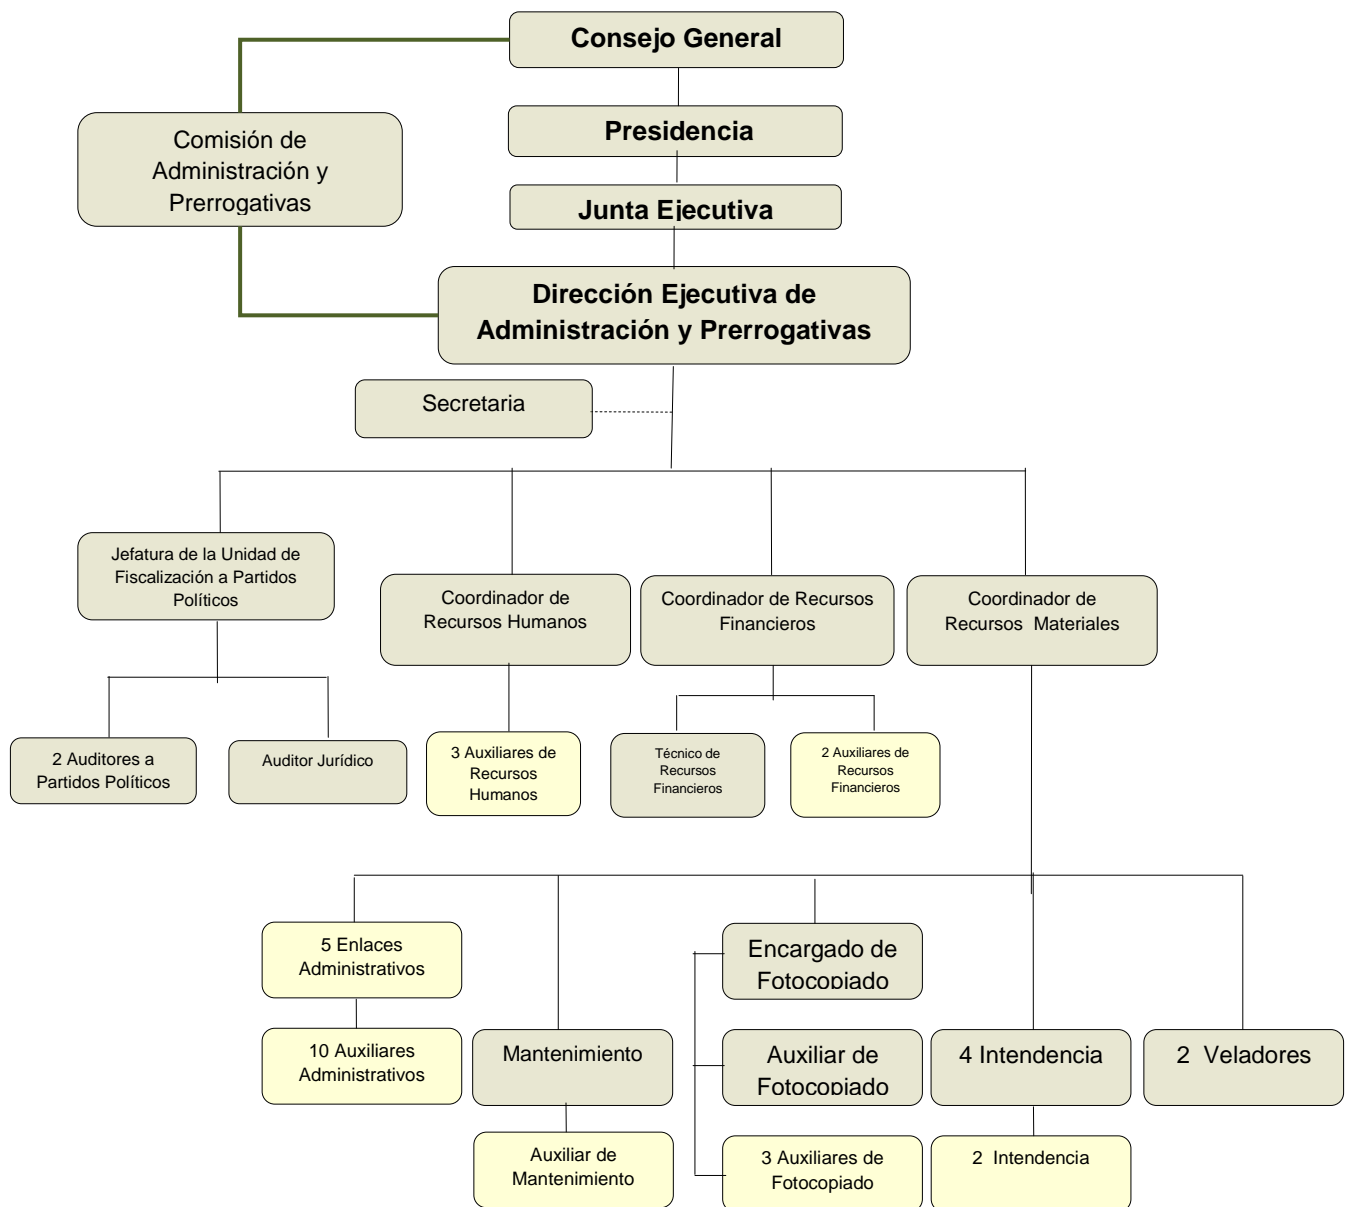 Consejo General
Comisión de
Administración y
Prerrogativas
Presidencia
Junta Ejecutiva
Dirección Ejecutiva de
Administración y Prerrogativas
Secretaria
Jefatura de la Unidad de
Fiscalización a Partidos
Políticos
Coordinador de
Recursos Humanos
Coordinador de Recursos
Financieros
Coordinador de
Recursos Materiales
2 Auditores a
Partidos Políticos
Auditor Jurídico
3 Auxiliares de
Recursos
Humanos
Técnico de
Recursos
Financieros
2 Auxiliares de
Recursos
Financieros
5 Enlaces
Administrativos
Encargado de
Fotocopiado
10 Auxiliares
Administrativos
Mantenimiento
Auxiliar de
Fotocopiado
4 Intendencia
2 Veladores
Auxiliar de
Mantenimiento
3 Auxiliares de
Fotocopiado
2 Intendencia